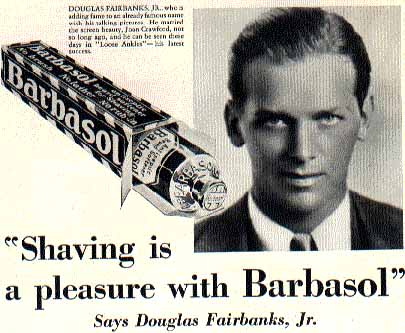 DOUGLAS FAIRBANKS, JR., who is
adding fame to an already famous name
with his talking pictures. He married
the screen beauty, Joan Crawford, not
so long ago, and he can be seen these
days in "Loose Ankles"—his latest
success.
Barbasol
Barbasol
BARBASOL
"Shaving is
a pleasure with Barbasol"
Says Douglas Fairbanks, Jr.